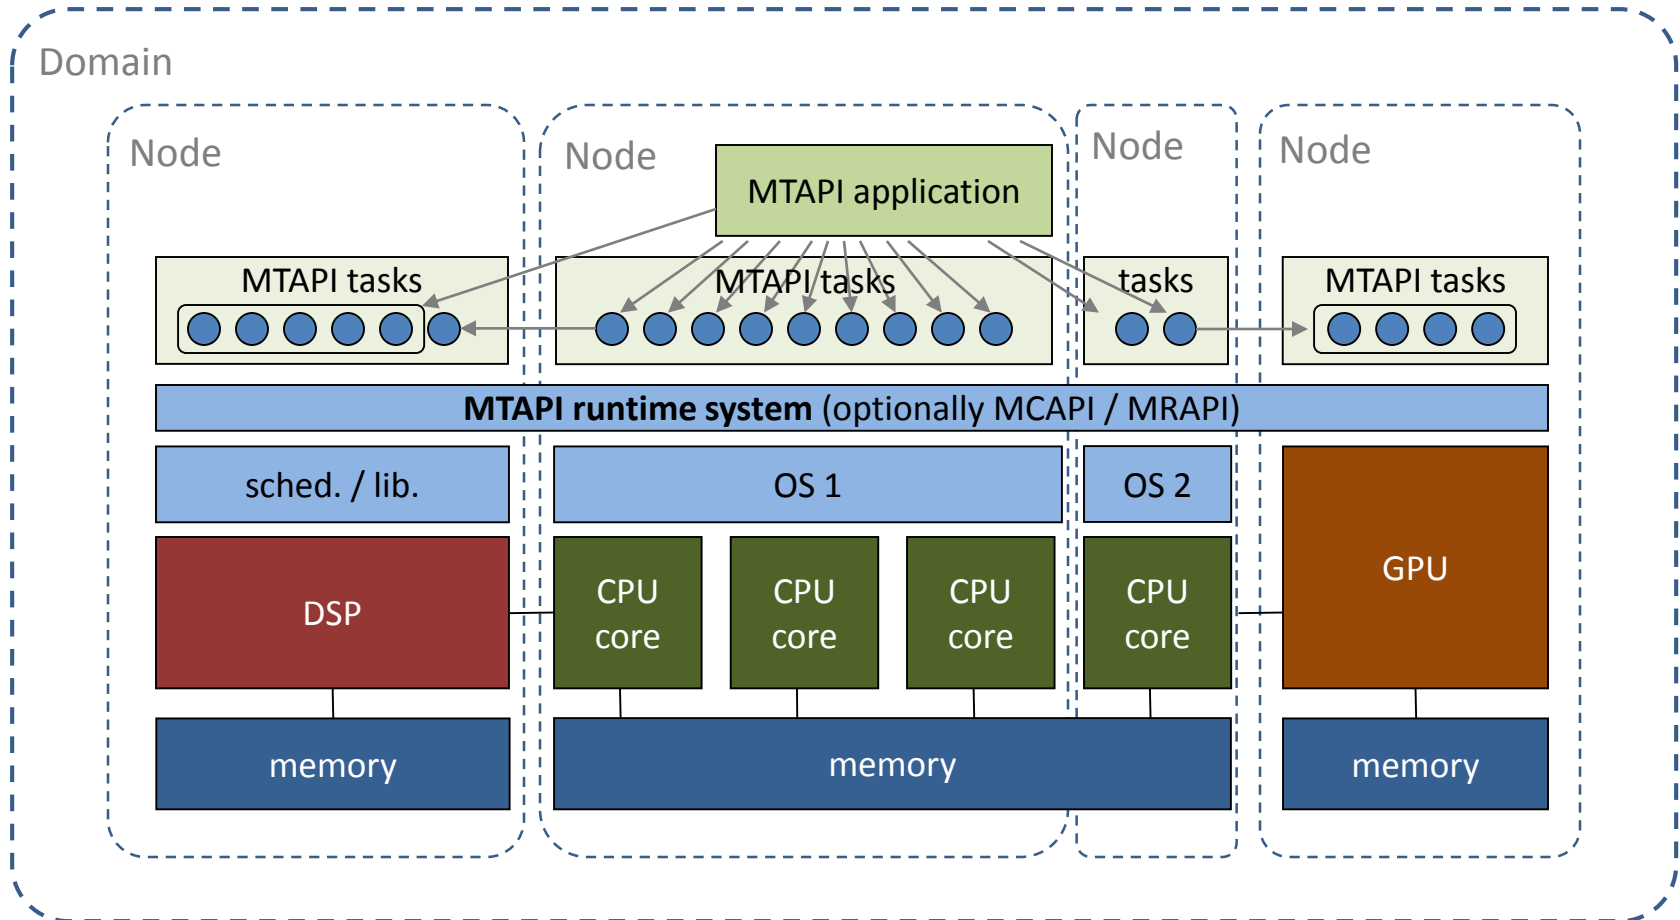 Domain
Node
Node
Node
Node
MTAPI application
MTAPI tasks
MTAPI tasks
tasks
MTAPI tasks
MTAPI runtime system (optionally MCAPI / MRAPI)
sched. / lib.
OS 1
OS 2
GPU
DSP
CPU
core
CPU
core
CPU
core
CPU
core
memory
memory
memory